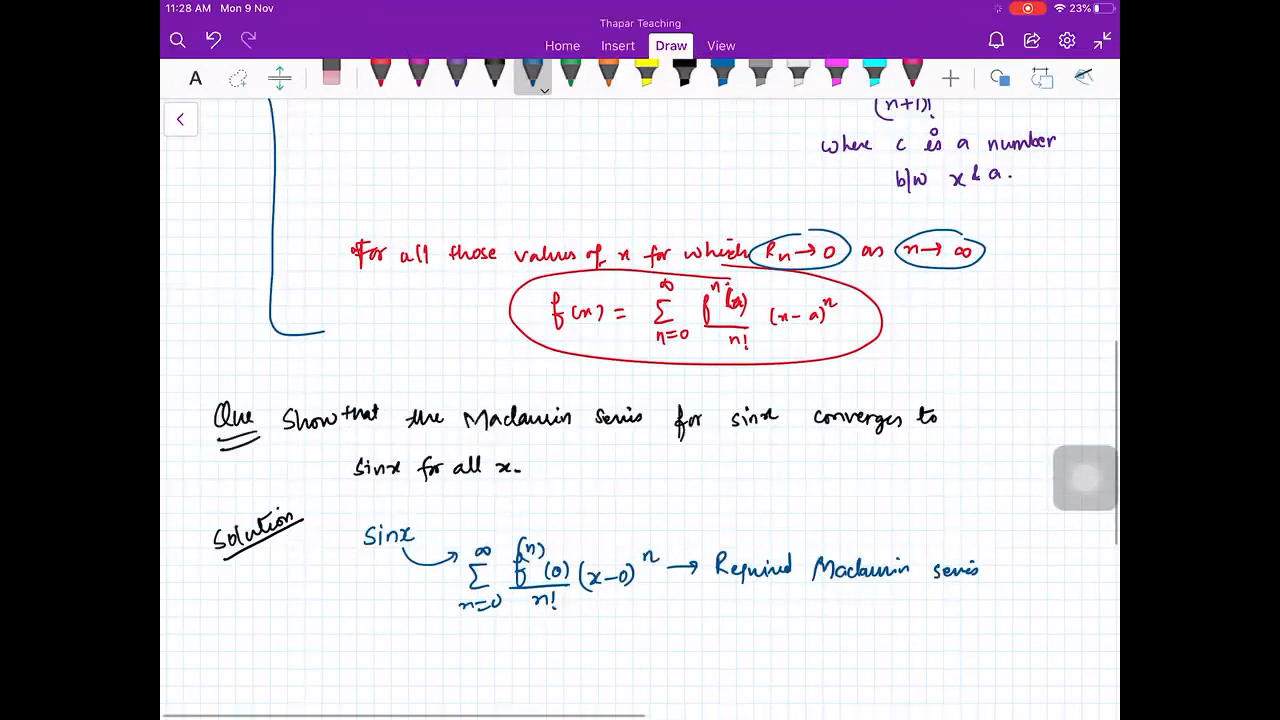 11:28 AM Mon 9 Nov
23%
Thapar Teaching
Home Insert Draw View
A
(n+1)!
where c is a number
b/w x & a.
For all those values of x for which Rn → 0 as n → ∞
f(x) = ∞ Σ n=0 fⁿ(a) / n! (x-a)ⁿ
Que Show that the Maclaurin series for sinx converges to
sinx for all x.
Solution
sinx
∞ Σ n=0 f⁽ⁿ⁾(0) / n! (x-0)ⁿ → Required Maclaurin series